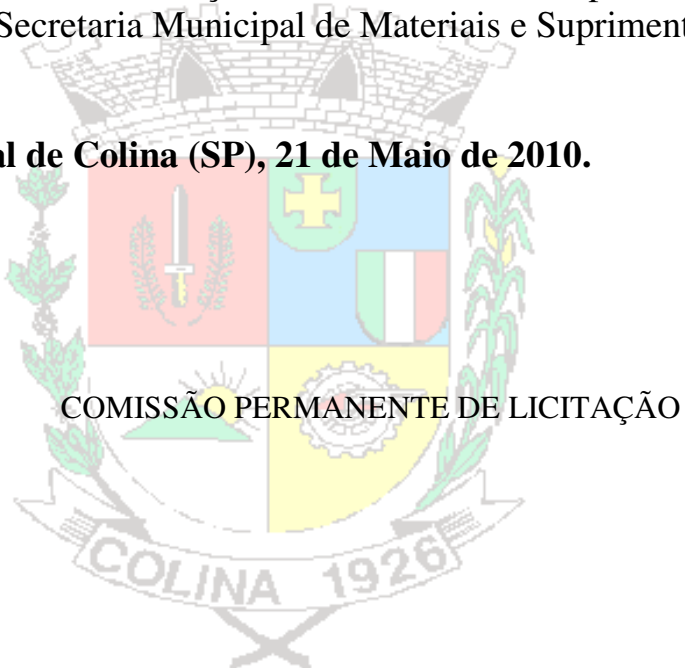 Secretaria Municipal de Materiais e Supriment
al de Colina (SP), 21 de Maio de 2010.
COMISSÃO PERMANENTE DE LICITAÇÃO
COLINA 1926